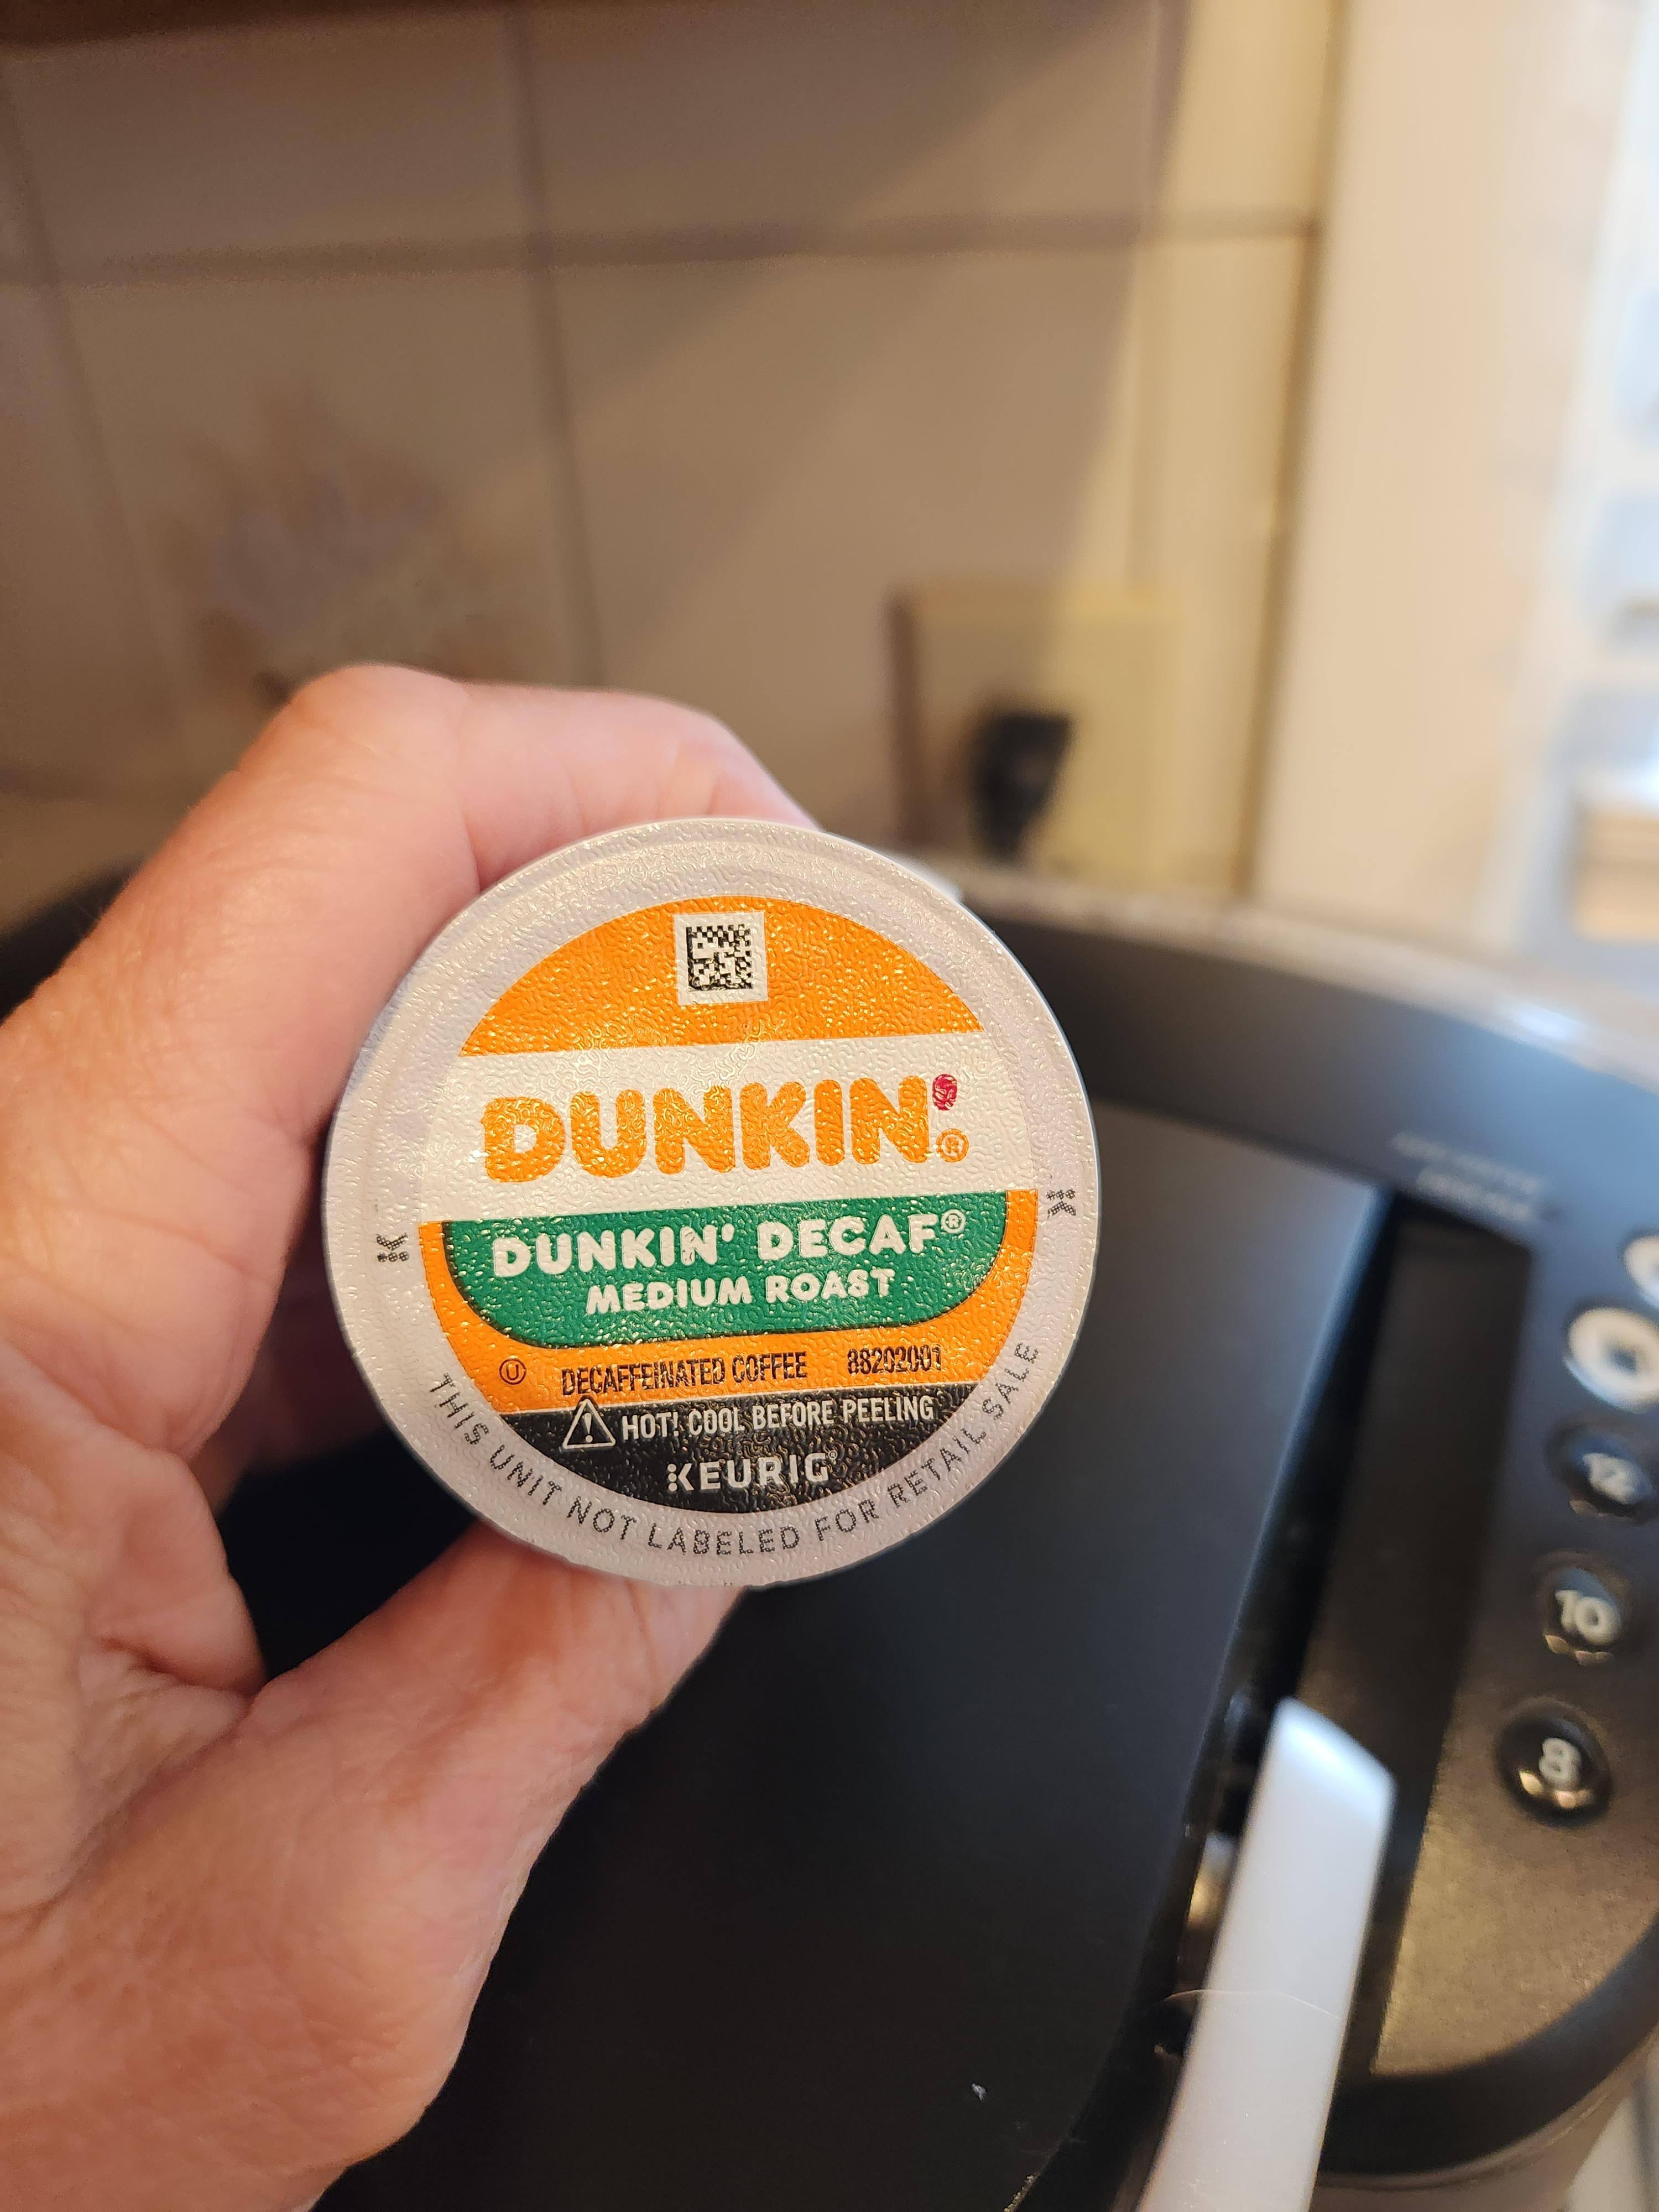 DUNKIN'®
DUNKIN' DECAF®
MEDIUM ROAST
Ⓤ DECAFFEINATED COFFEE 88202001
HOT! COOL BEFORE PEELING
KEURIG®
THIS UNIT NOT LABELED FOR RETAIL SALE
K
K
12
10
8